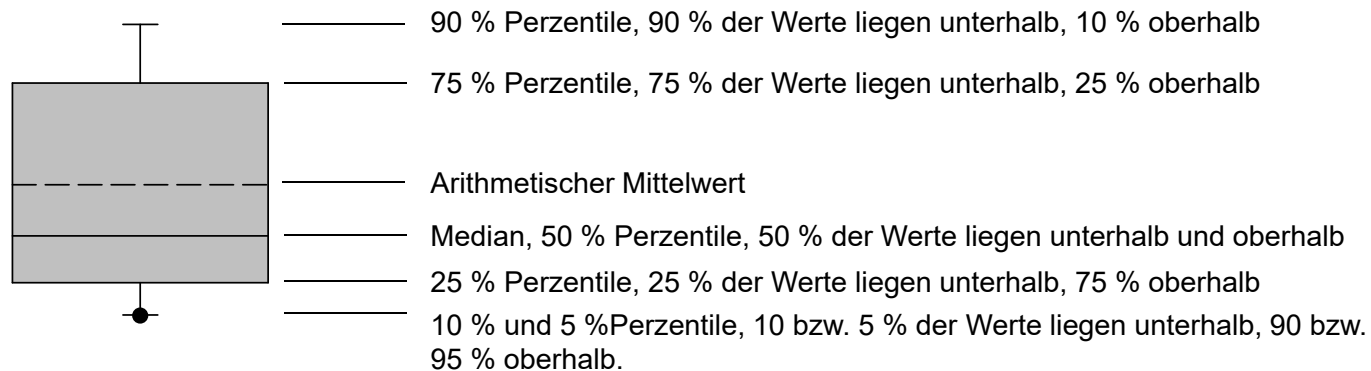 90 % Perzentile, 90 % der Werte liegen unterhalb, 10 % oberhalb
75 % Perzentile, 75 % der Werte liegen unterhalb, 25 % oberhalb
Arithmetischer Mittelwert
Median, 50 % Perzentile, 50 % der Werte liegen unterhalb und oberhalb
25 % Perzentile, 25 % der Werte liegen unterhalb, 75 % oberhalb
10 % und 5 %Perzentile, 10 bzw. 5 % der Werte liegen unterhalb, 90 bzw.
95 % oberhalb.